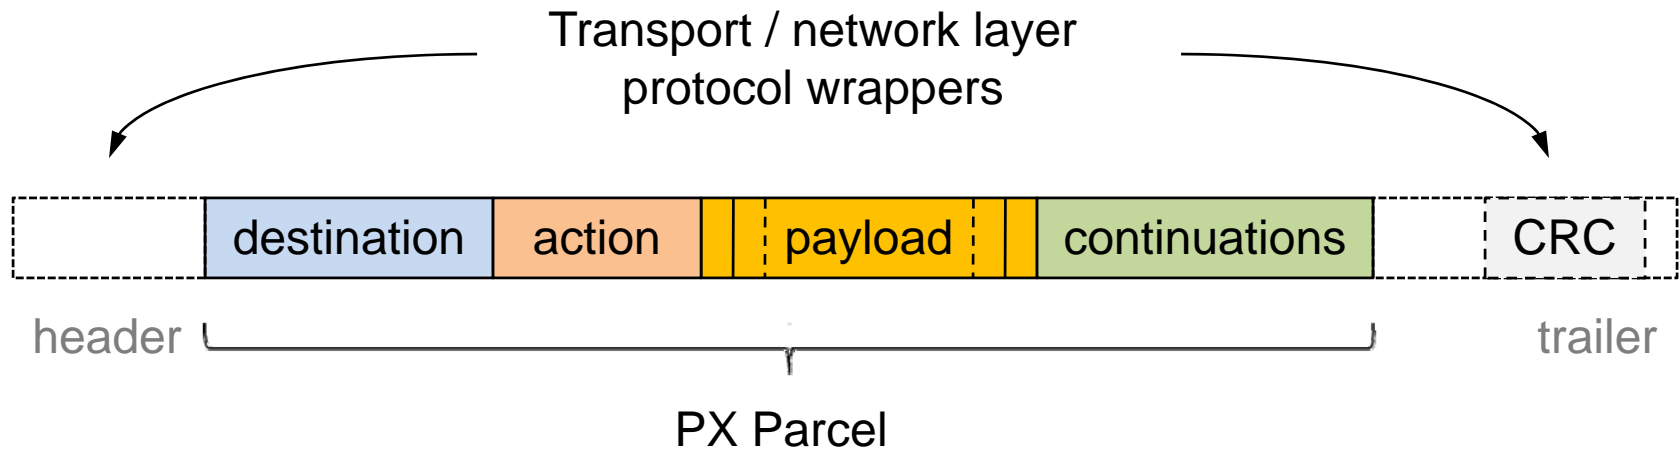 Transport / network layer
protocol wrappers
destination action payload continuations CRC
header trailer
PX Parcel